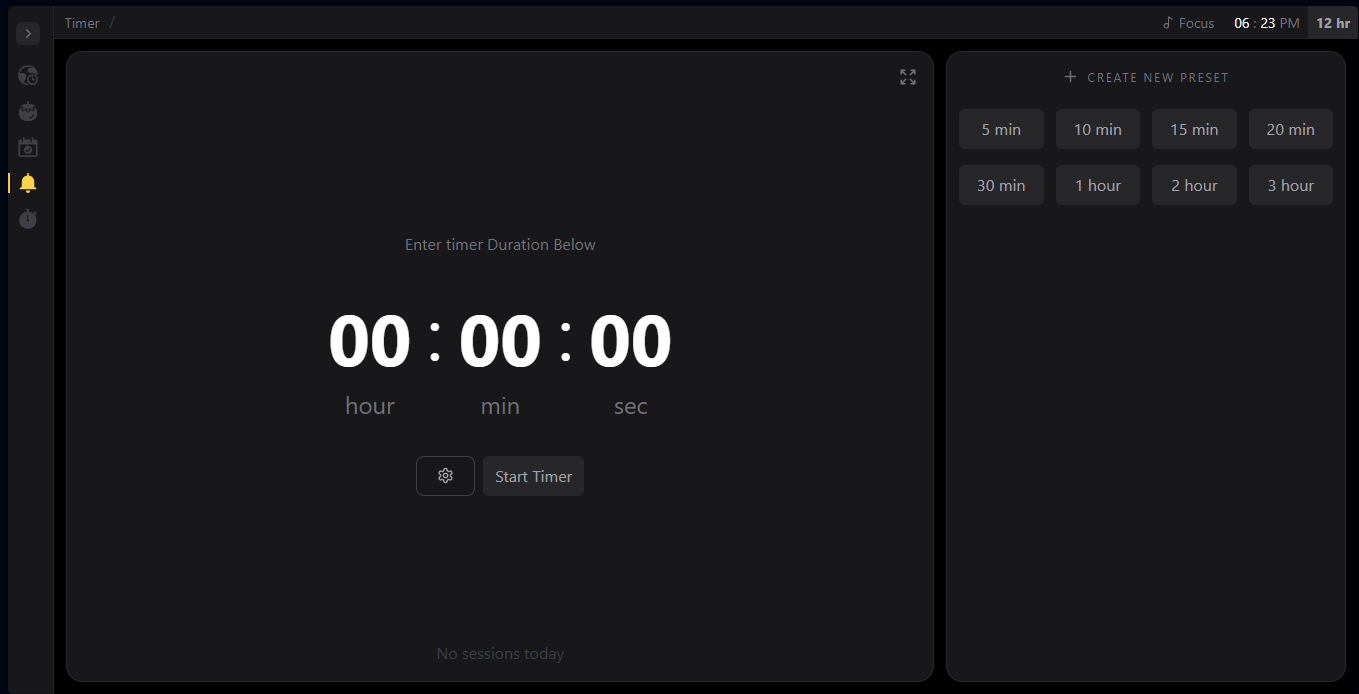 Timer /
Focus 06 : 23 PM 12 hr
Enter timer Duration Below
00 : 00 : 00
hour min sec
Start Timer
No sessions today
CREATE NEW PRESET
5 min 10 min 15 min 20 min
30 min 1 hour 2 hour 3 hour